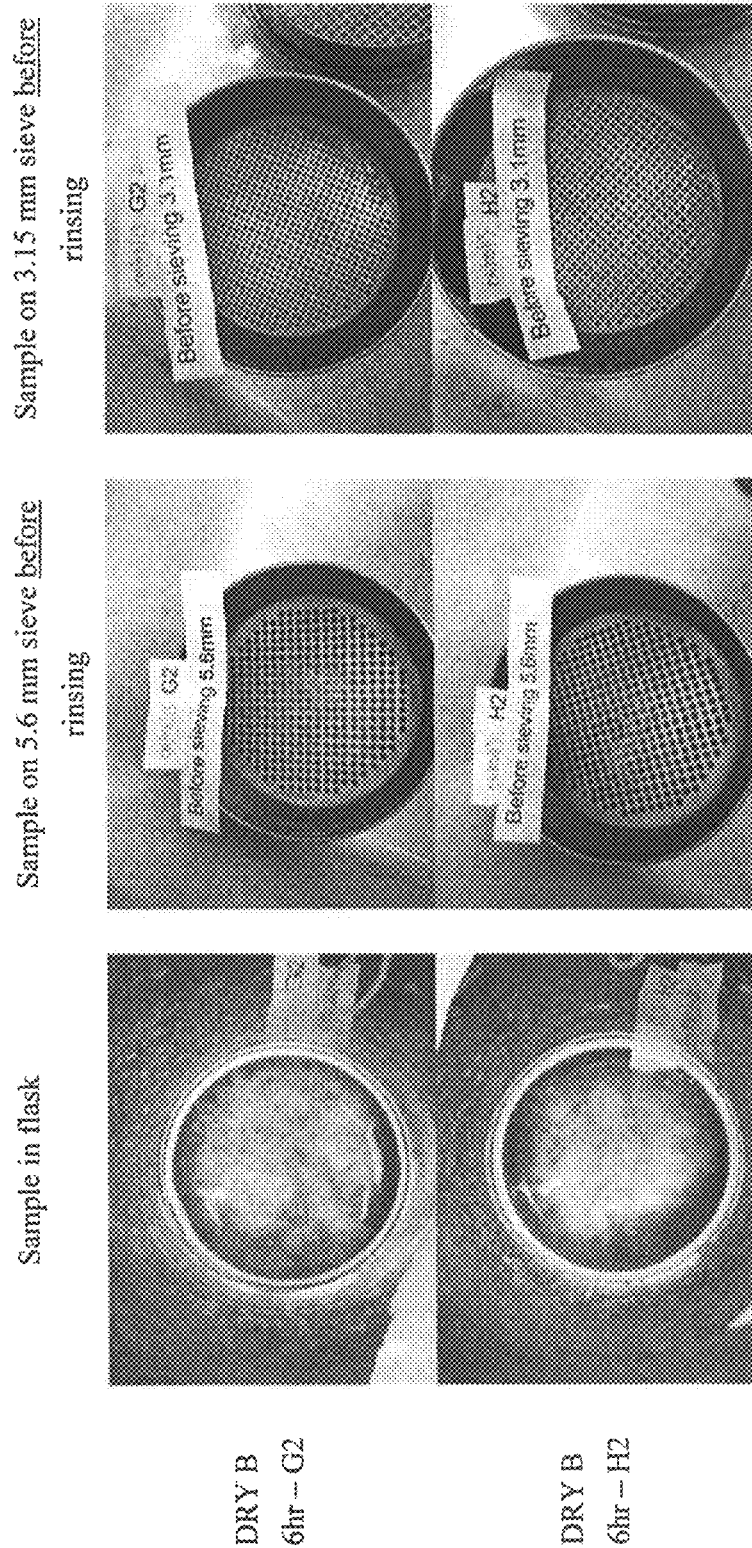 Sample in flask
Sample on 5.6 mm sieve before
rinsing
Sample on 3.15 mm sieve before
rinsing
DRY B
6hr – G2
G2
Before sieving 5.6mm
G2
Before sieving 3.1mm
DRY B
6hr – H2
H2
Before sieving 5.6mm
H2
Before sieving 3.1mm